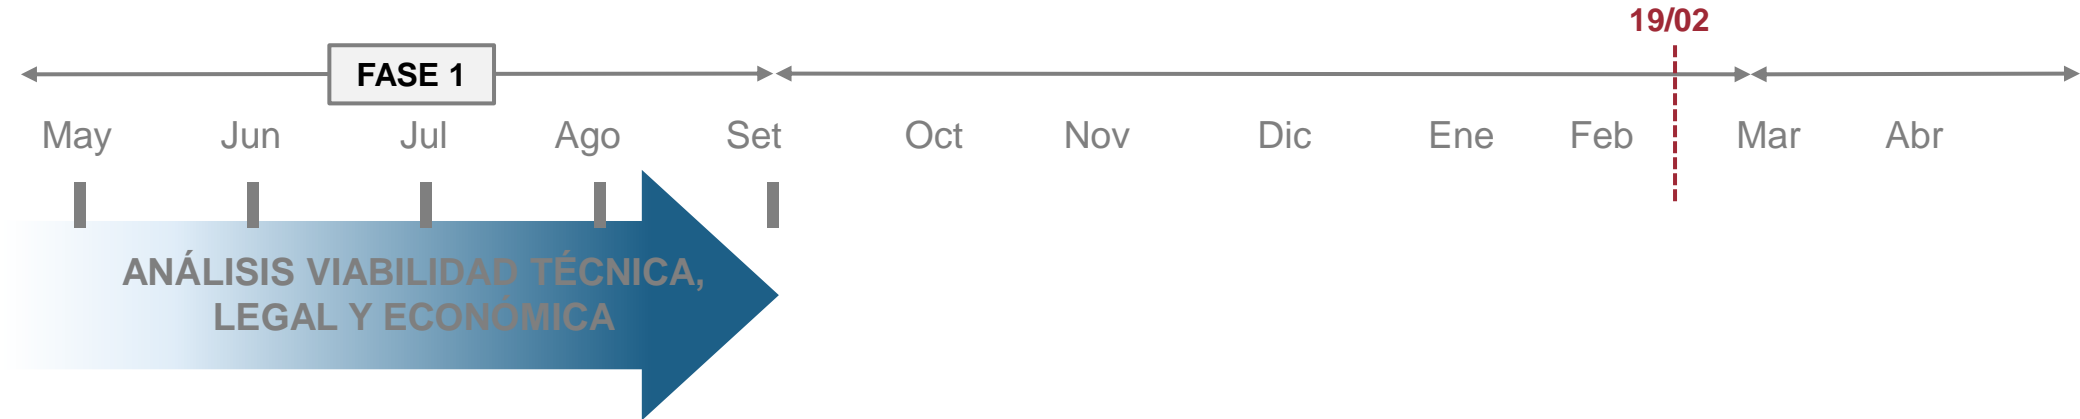 19/02
FASE 1
May Jun Jul Ago Set Oct Nov Dic Ene Feb Mar Abr
ANÁLISIS VIABILIDAD TÉCNICA,
LEGAL Y ECONÓMICA